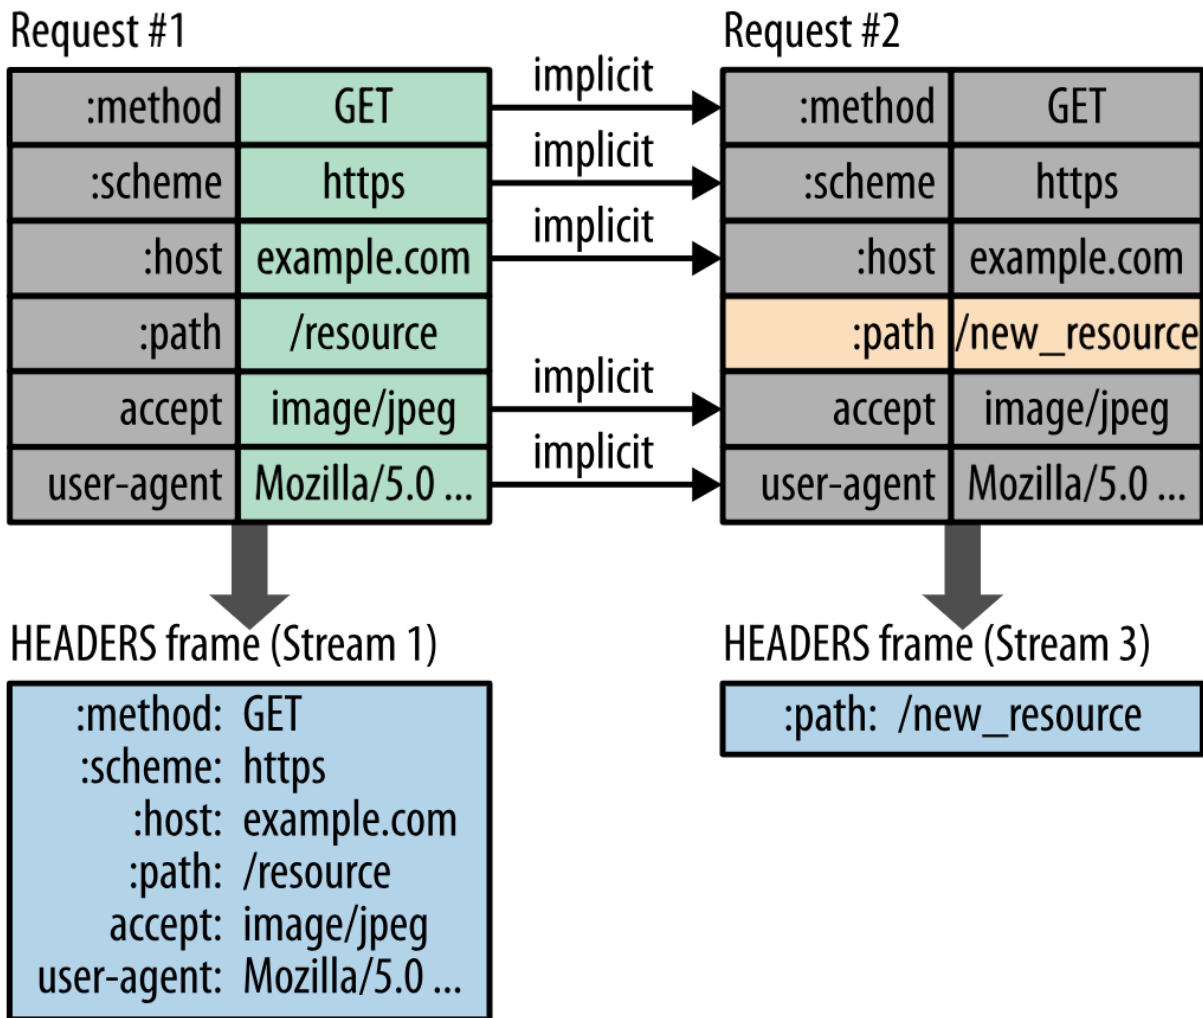 Request #1
:method GET
:scheme https
:host example.com
:path /resource
accept image/jpeg
user-agent Mozilla/5.0 ...
implicit
implicit
implicit
implicit
implicit
Request #2
:method GET
:scheme https
:host example.com
:path /new_resource
accept image/jpeg
user-agent Mozilla/5.0 ...
HEADERS frame (Stream 1)
:method: GET
:scheme: https
:host: example.com
:path: /resource
accept: image/jpeg
user-agent: Mozilla/5.0 ...
HEADERS frame (Stream 3)
:path: /new_resource